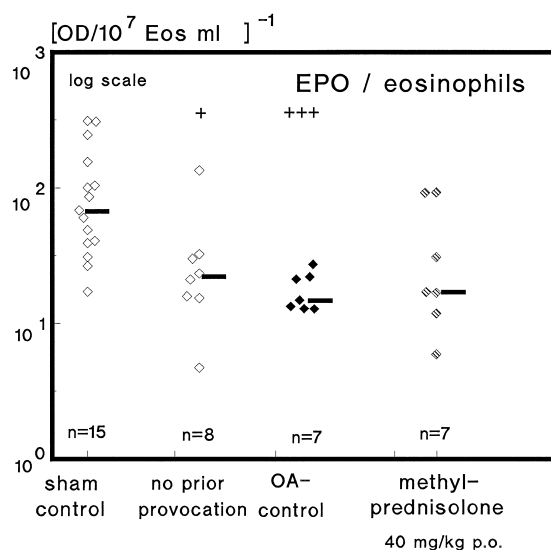 [OD/10⁷ Eos ml ]⁻¹
10³
log scale
EPO / eosinophils
+ +++
10²
10¹
n=15 n=8 n=7 n=7
10⁰
sham control
no prior provocation
OA- control
methyl- prednisolone
40 mg/kg p.o.